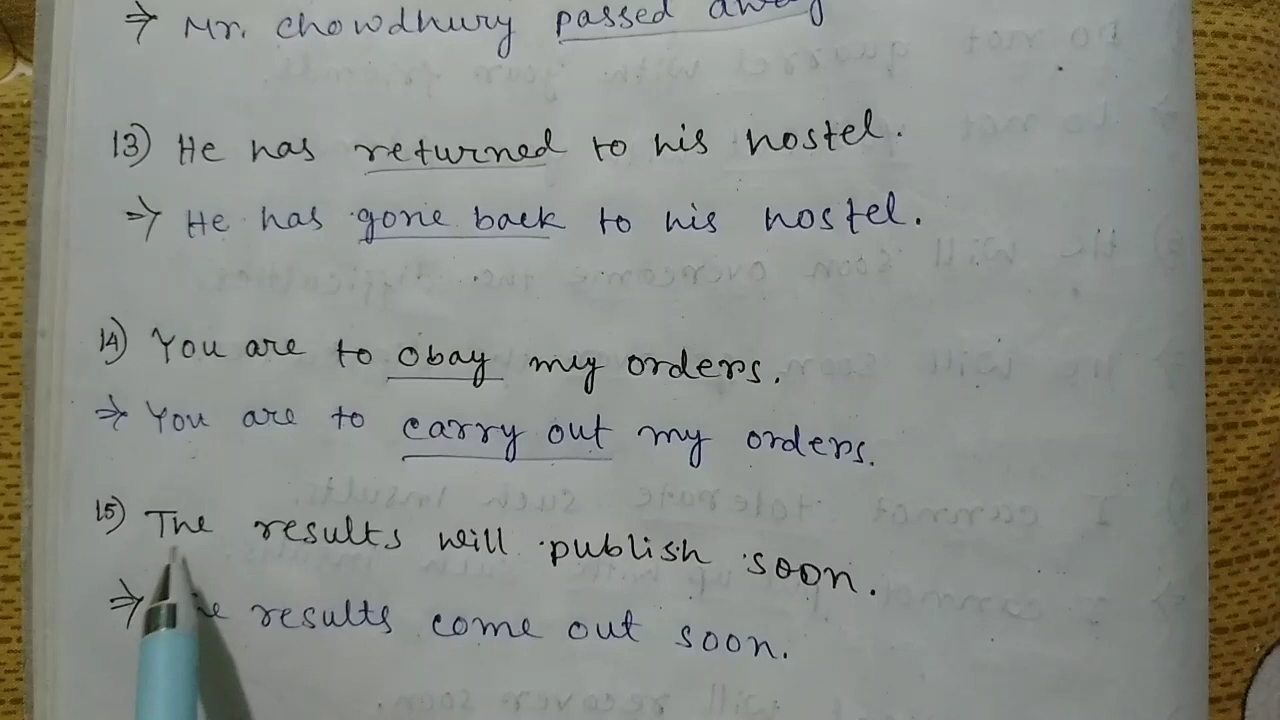 ⇒ Mr. Chowdhury passed away
13) He has returned to his hostel.
⇒ He has gone back to his hostel.
14) You are to obay my orders.
⇒ You are to carry out my orders.
15) The results will publish soon.
⇒ results come out soon.